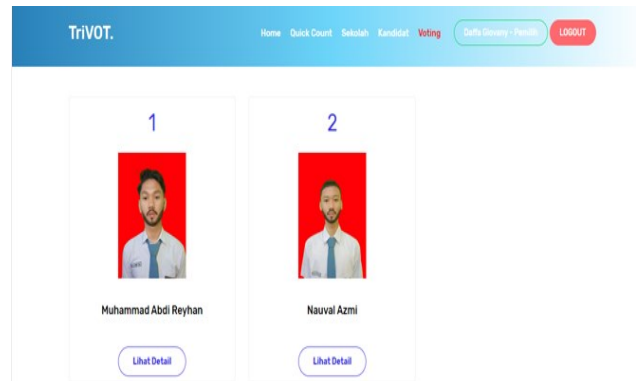 TriVOT.
Home Quick Count Sekolah Kandidat Voting Daffa Giovany - Pemilih LOGOUT
1 2
Muhammad Abdi Reyhan Nauval Azmi
Lihat Detail Lihat Detail